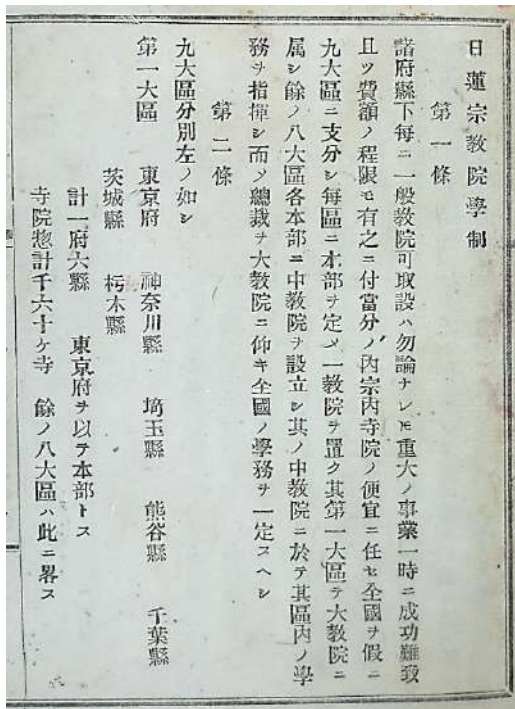 日蓮宗教院學制
第一條
諸府縣下每ニ一般教院可取設ハ勿論ナレ𪜈重大ノ事業一時ニ成功難致
且ツ費額ノ程限モ有之ニ付當分ノ內宗內寺院ノ便宜ニ任セ全國ヲ假ニ
九大區ニ支分シ每區ニ本部ヲ定メ一教院ヲ置ク其第一大區ヲ大教院ニ
属シ餘ノ八大區各本部ニ中教院ヲ設立シ其ノ中教院ニ於テ其區內ノ學
務ヲ指揮シ而メ總裁ヲ大教院ニ仰キ全國ノ學務ヲ一定スヘシ
第二條
九大區分別左ノ如シ
第一大區 東京府 神奈川縣 埼玉縣 熊谷縣 千葉縣
茨城縣 栃木縣
計一府六縣 東京府ヲ以テ本部トス
寺院惣計千六十ケ寺 餘ノ八大區ハ此ニ畧ス